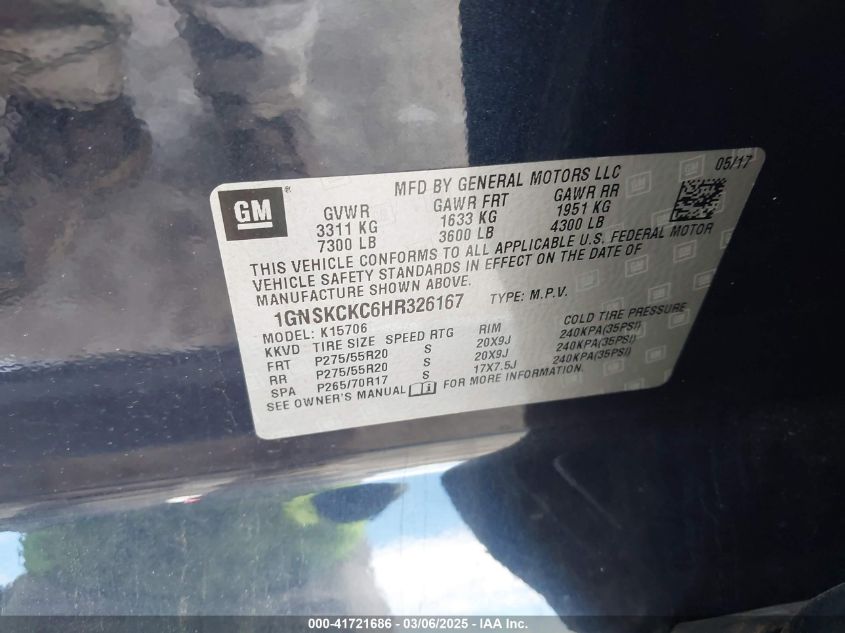 05/17
GM®
MFD BY GENERAL MOTORS LLC
GVWR GAWR FRT GAWR RR
3311 KG 1633 KG 1951 KG
7300 LB 3600 LB 4300 LB
THIS VEHICLE CONFORMS TO ALL APPLICABLE U.S. FEDERAL MOTOR
VEHICLE SAFETY STANDARDS IN EFFECT ON THE DATE OF
MANUFACTURE SHOWN ABOVE.
1GNSKCKC6HR326167 TYPE: M.P.V.
MODEL: K15706
KKVD TIRE SIZE SPEED RTG RIM COLD TIRE PRESSURE
FRT P275/55R20 S 20X9J 240KPA(35PSI)
RR P275/55R20 S 20X9J 240KPA(35PSI)
SPA P265/70R17 S 17X7.5J 240KPA(35PSI)
SEE OWNER'S MANUAL FOR MORE INFORMATION.
000-41721686 - 03/06/2025 - IAA Inc.